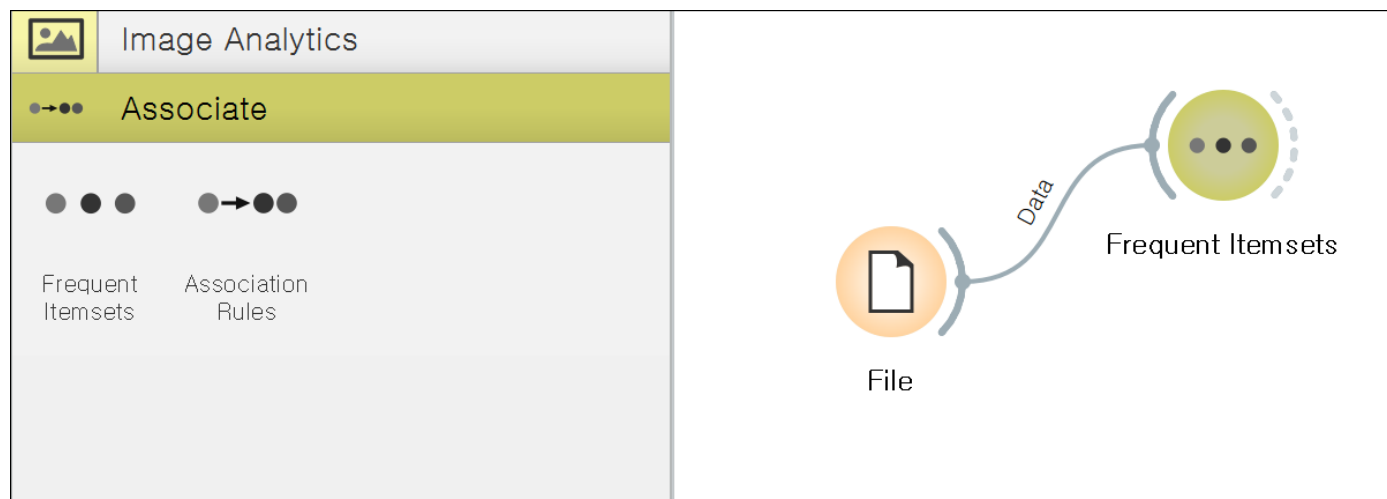 Image Analytics
Associate
Frequent
Itemsets
Association
Rules
Data
Frequent Itemsets
File